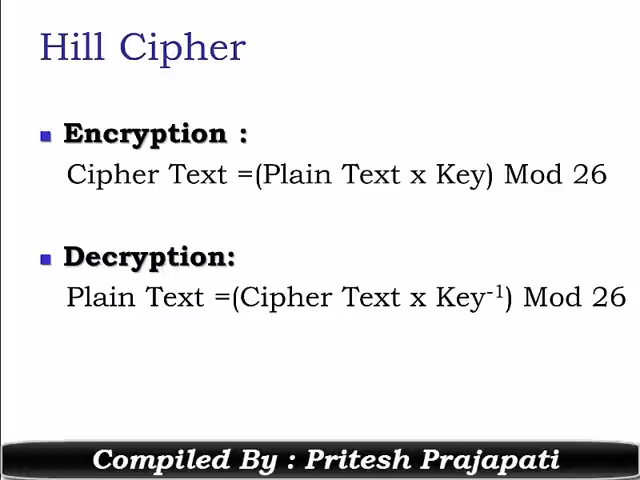 Hill Cipher
Encryption :
Cipher Text =(Plain Text x Key) Mod 26
Decryption:
Plain Text =(Cipher Text x Key⁻¹) Mod 26
Compiled By : Pritesh Prajapati